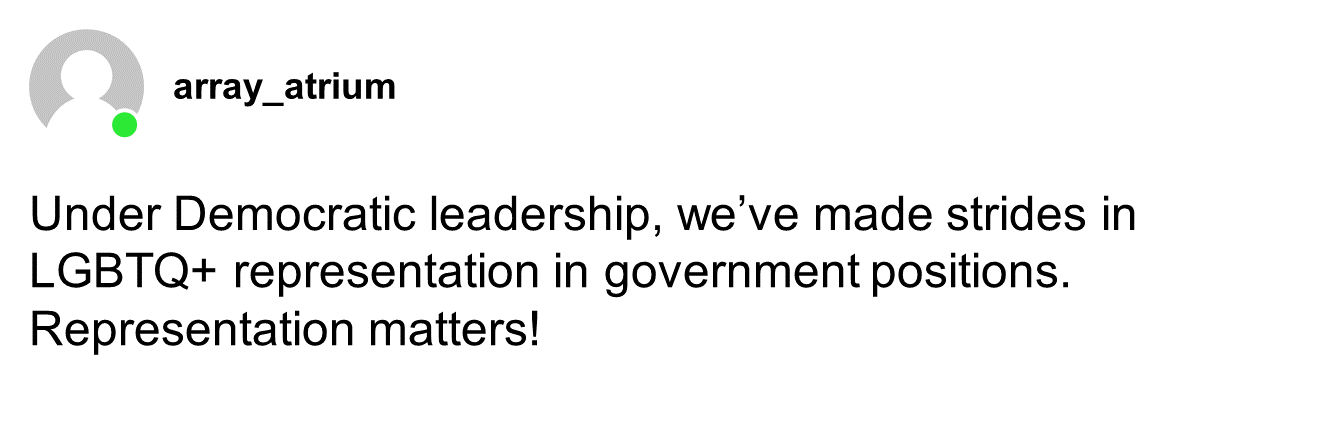 array_atrium
Under Democratic leadership, we’ve made strides in
LGBTQ+ representation in government positions.
Representation matters!